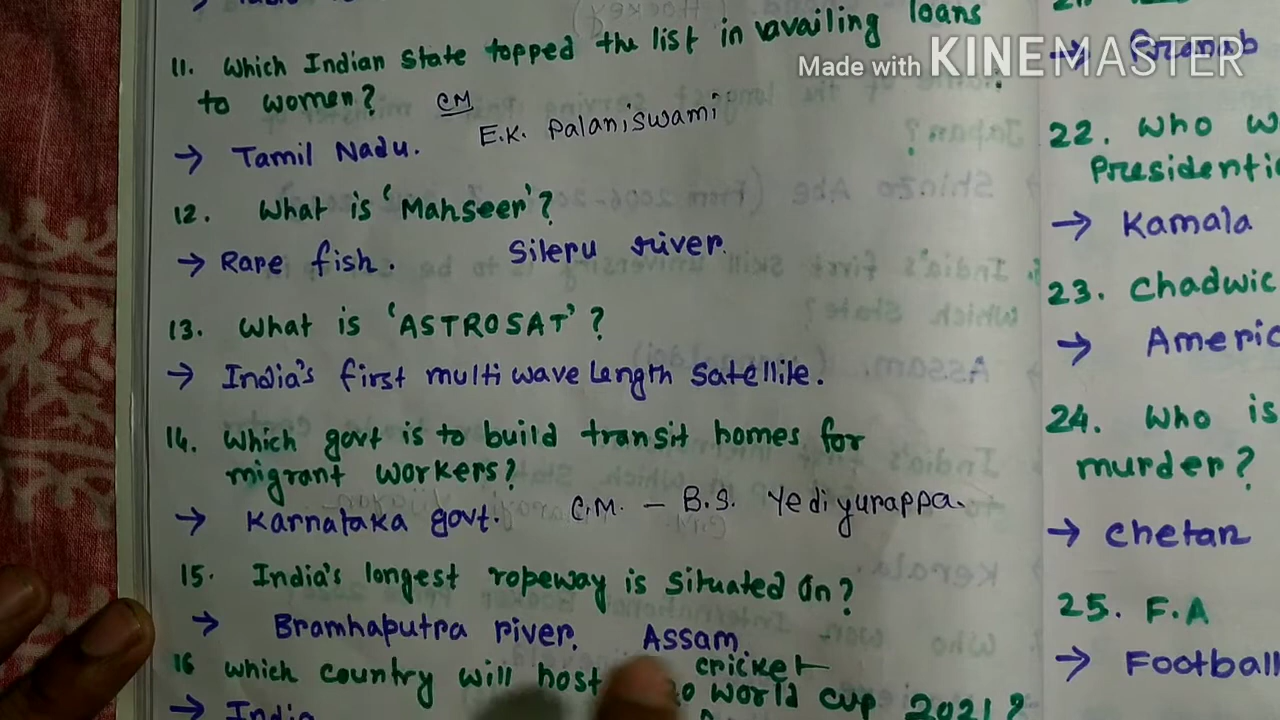 11. Which Indian state topped the list in availing loans
to women? CM
→ Tamil Nadu. E.K. Palaniswami
12. What is 'Mahseer'?
→ Rare fish. Sileru river.
13. What is 'ASTROSAT'?
→ India's first multi wave length satellite.
14. Which govt is to build transit homes for
migrant workers?
→ Karnataka govt. C.M. - B.S. Yediyurappa.
15. India's longest ropeway is situated on?
→ Bramhaputra river. Assam.
16 which country will host cricket
world cup 2021?
→ India
→ Pranab
22. Who
Presidenti
→ Kamala
23. Chadwic
→ Americ
24. Who is
murder?
→ Chetan
25. F.A
→ Football
Made with KINEMASTER